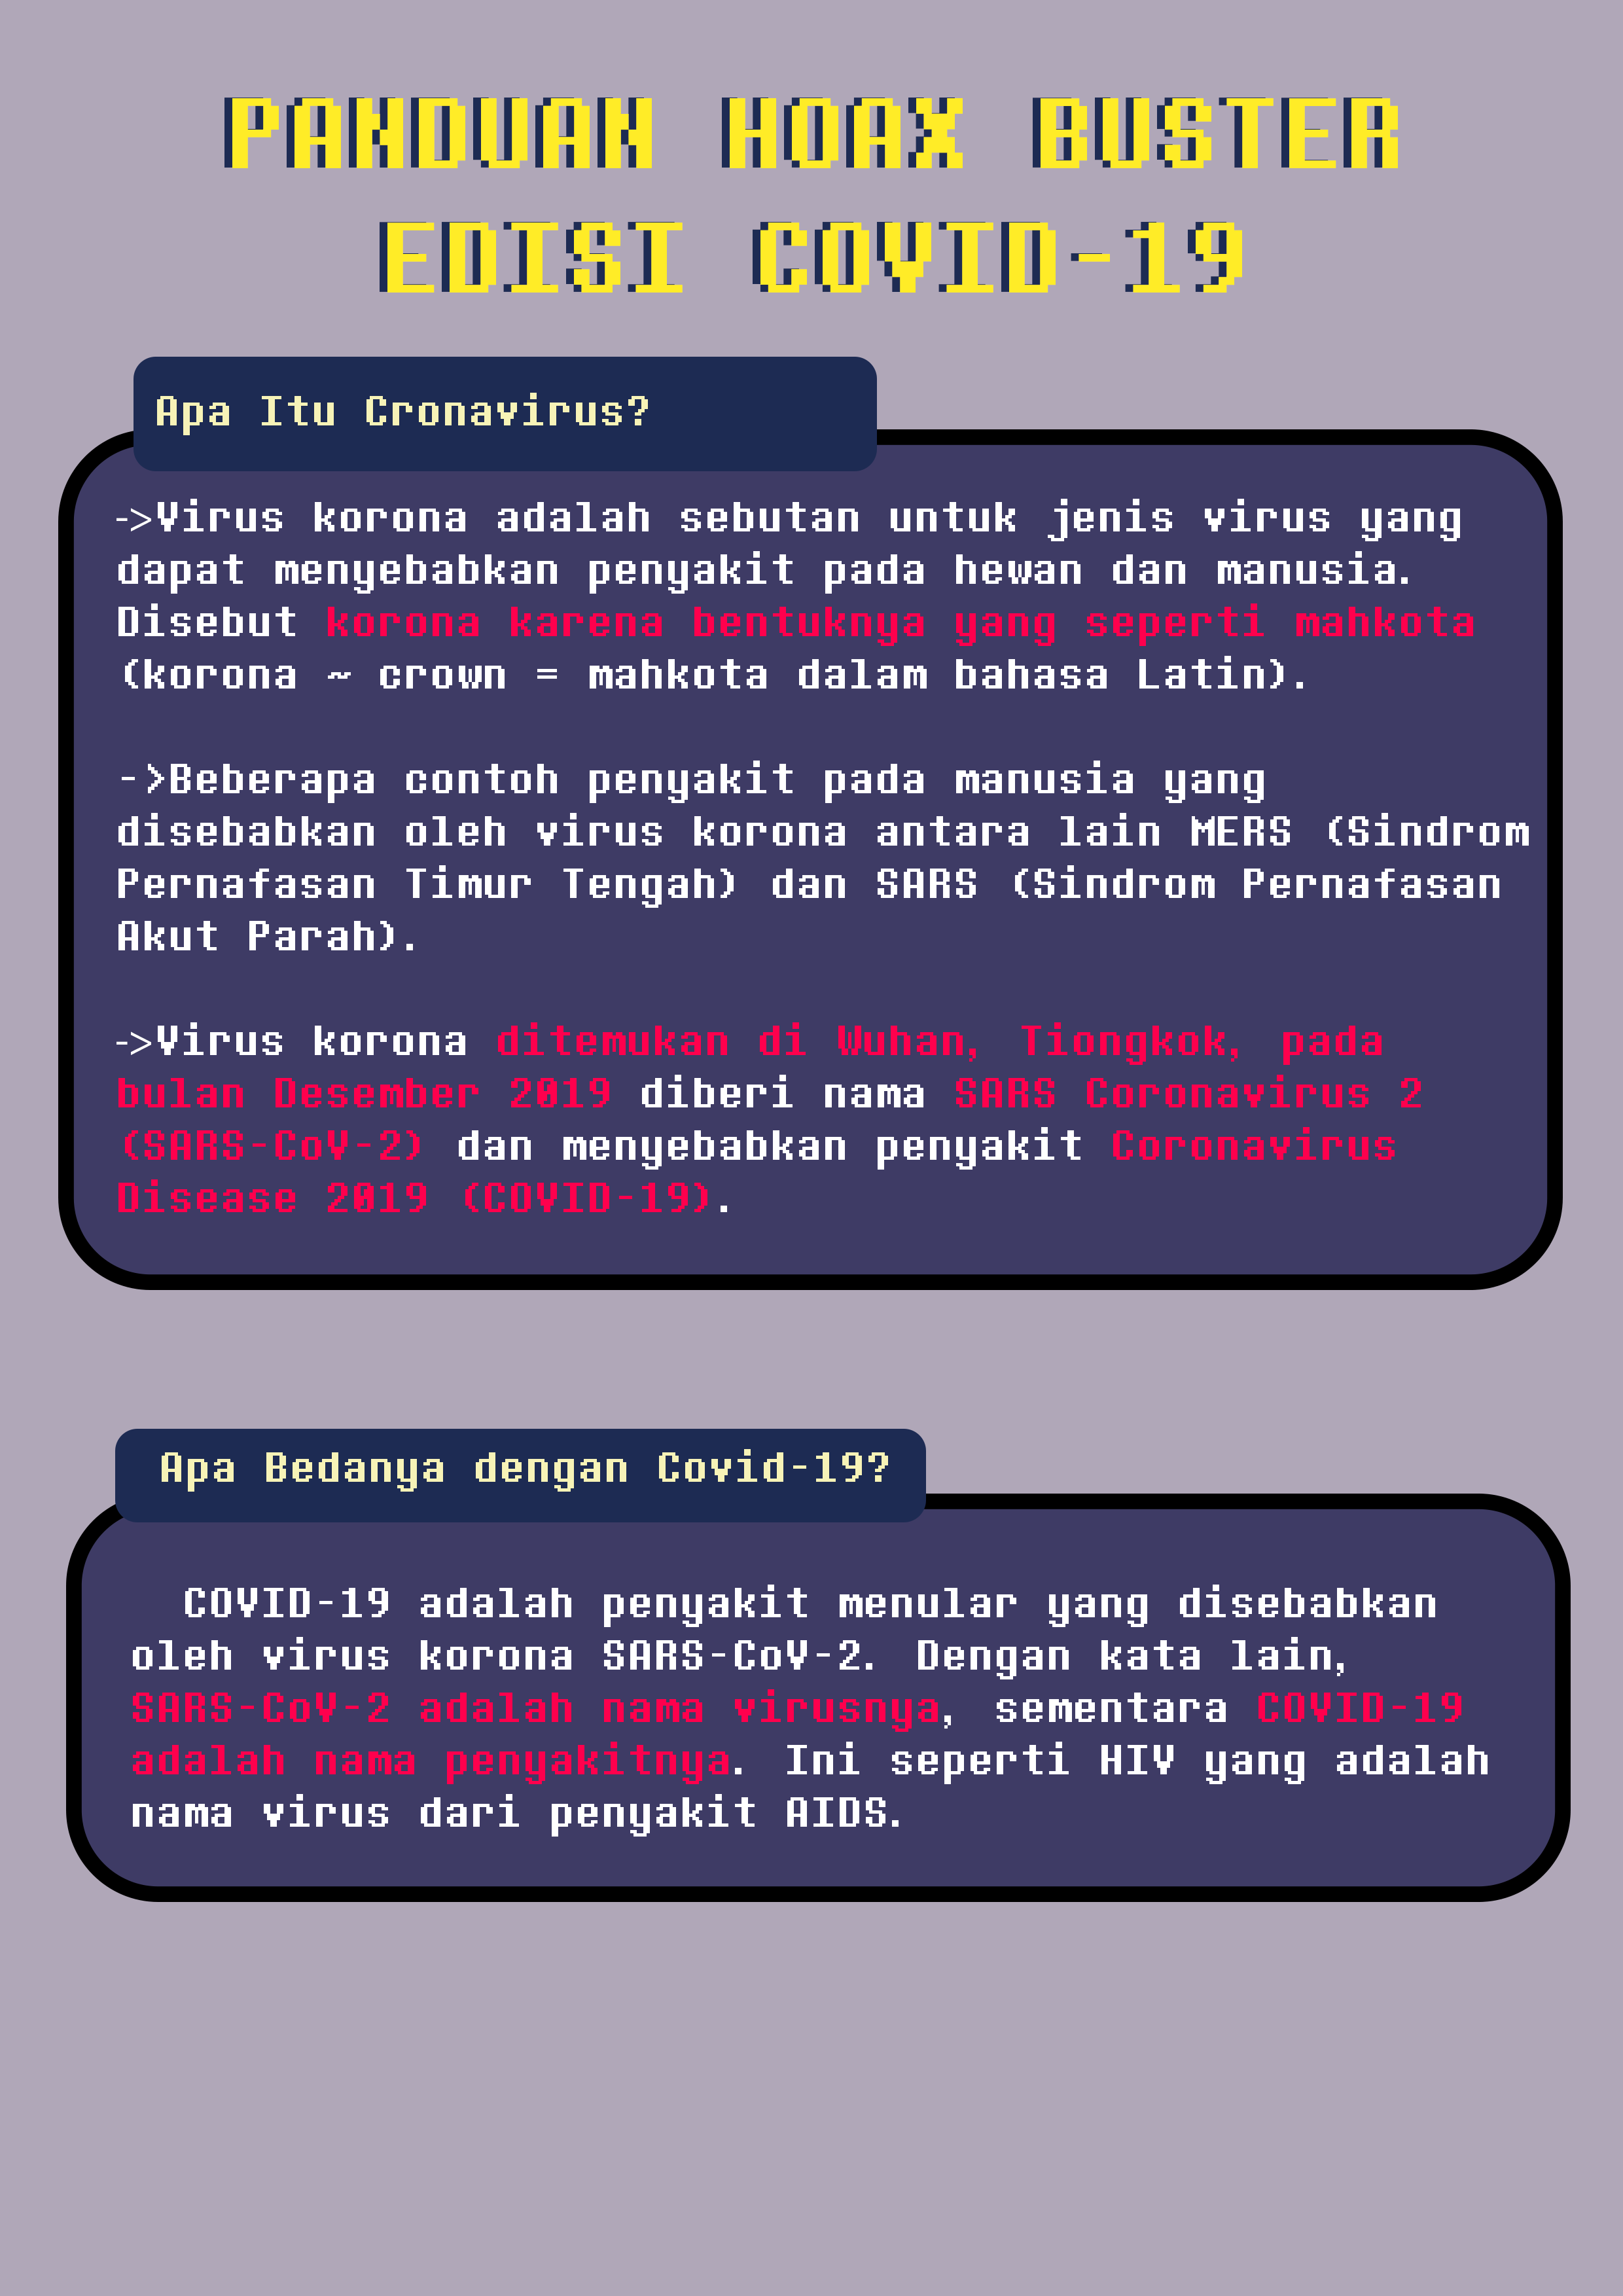 PANDUAN HOAX BUSTER
EDISI COVID-19
Apa Itu Cronavirus?
->Virus korona adalah sebutan untuk jenis virus yang
dapat menyebabkan penyakit pada hewan dan manusia.
Disebut korona karena bentuknya yang seperti mahkota
(korona ~ crown = mahkota dalam bahasa Latin).
->Beberapa contoh penyakit pada manusia yang
disebabkan oleh virus korona antara lain MERS (Sindrom
Pernafasan Timur Tengah) dan SARS (Sindrom Pernafasan
Akut Parah).
->Virus korona ditemukan di Wuhan, Tiongkok, pada
bulan Desember 2019 diberi nama SARS Coronavirus 2
(SARS-CoV-2) dan menyebabkan penyakit Coronavirus
Disease 2019 (COVID-19).
Apa Bedanya dengan Covid-19?
COVID-19 adalah penyakit menular yang disebabkan
oleh virus korona SARS-CoV-2. Dengan kata lain,
SARS-CoV-2 adalah nama virusnya, sementara COVID-19
adalah nama penyakitnya. Ini seperti HIV yang adalah
nama virus dari penyakit AIDS.